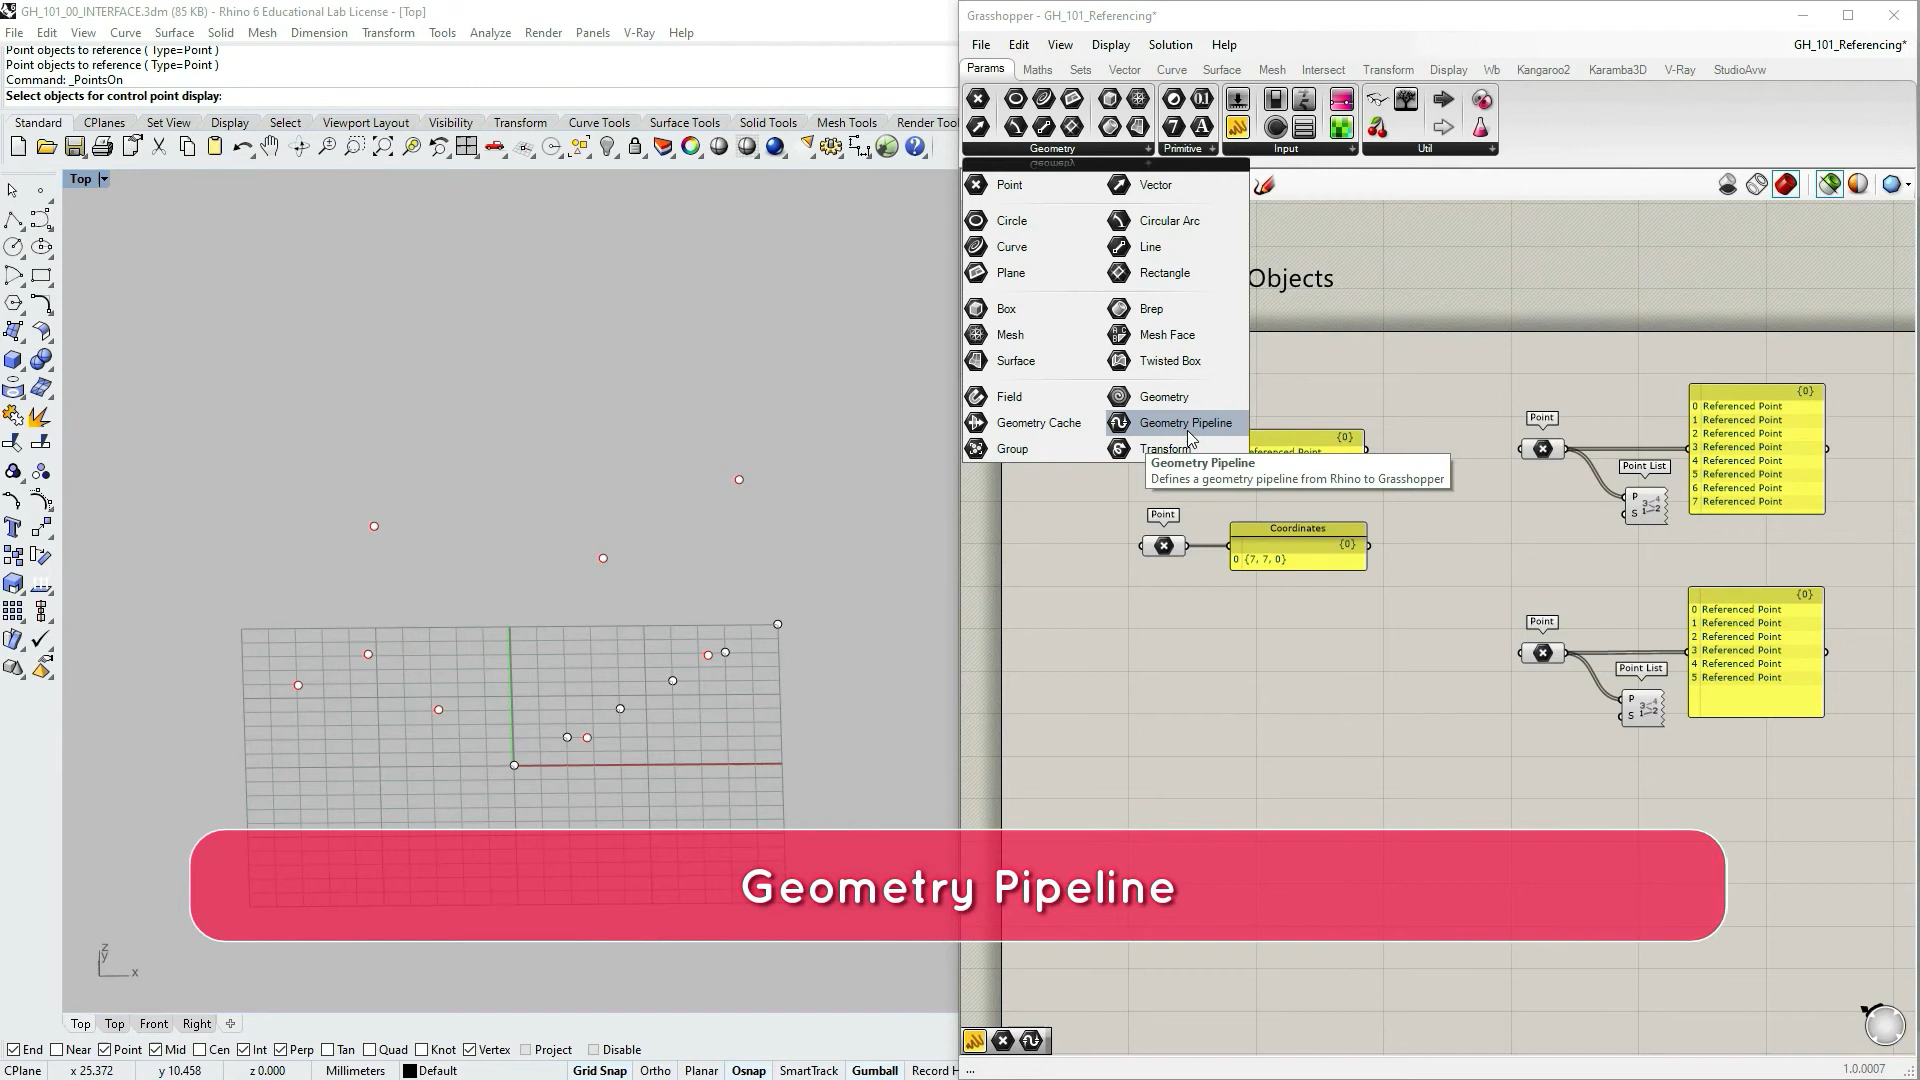 GH_101_00_INTERFACE.3dm (85 KB) - Rhino 6 Educational Lab License - [Top]
File Edit View Curve Surface Solid Mesh Dimension Transform Tools Analyze Render Panels V-Ray Help
Point objects to reference ( Type=Point )
Point objects to reference ( Type=Point )
Command: _PointsOn
Select objects for control point display:
Standard CPlanes Set View Display Select Viewport Layout Visibility Transform Curve Tools Surface Tools Solid Tools Mesh Tools Render Too
Top
z
y
x
Top Top Front Right
End Near Point Mid Cen Int Perp Tan Quad Knot Vertex Project Disable
CPlane x 25.372 y 10.458 z 0.000 Millimeters Default Grid Snap Ortho Planar Osnap SmartTrack Gumball Record H
Grasshopper - GH_101_Referencing*
File Edit View Display Solution Help
GH_101_Referencing*
Params Maths Sets Vector Curve Surface Mesh Intersect Transform Display Wb Kangaroo2 Karamba3D V-Ray StudioAvw
Geometry Primitive Input Util
Geometry
Point Vector
Circle Circular Arc
Curve Line
Plane Rectangle
Box Brep
Mesh Mesh Face
Surface Twisted Box
Field Geometry
Geometry Cache Geometry Pipeline
Group Transform
Geometry Pipeline
Defines a geometry pipeline from Rhino to Grasshopper
Objects
{0}
Point
Coordinates
{0}
0 {7, 7, 0}
Point
Point List
P
S
{0}
0 Referenced Point
1 Referenced Point
2 Referenced Point
3 Referenced Point
4 Referenced Point
5 Referenced Point
6 Referenced Point
7 Referenced Point
Point
Point List
P
S
{0}
0 Referenced Point
1 Referenced Point
2 Referenced Point
3 Referenced Point
4 Referenced Point
5 Referenced Point
Geometry Pipeline
...
1.0.0007